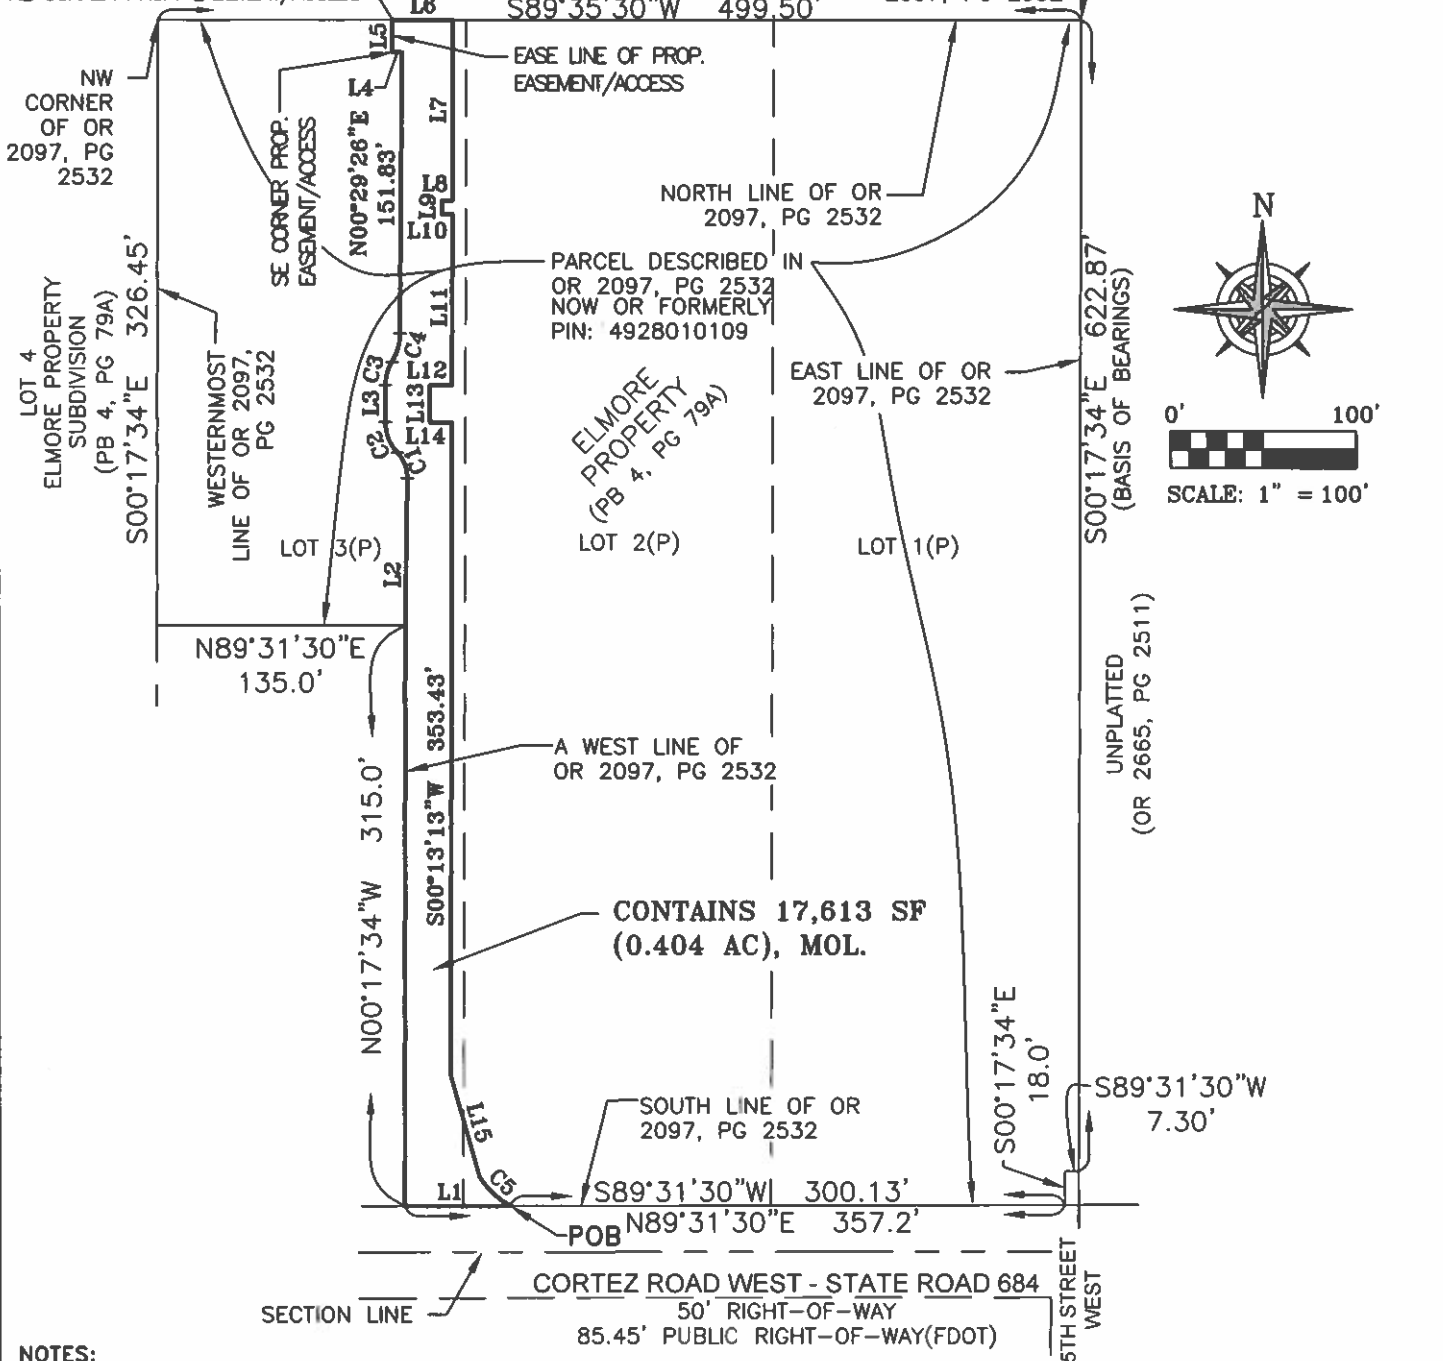 L6
S89°35'30"W 499.50'
L5
EASE LINE OF PROP.
EASEMENT/ACCESS
NW
CORNER
OF OR
2097, PG
2532
L4
SE CORNER PROP.
EASEMENT/ACCESS
N00°29'26"E
151.83'
L7
L8
L9
L10
NORTH LINE OF OR
2097, PG 2532
N
PARCEL DESCRIBED IN
OR 2097, PG 2532
NOW OR FORMERLY
PIN: 4928010109
L11
LOT 4
ELMORE PROPERTY
SUBDIVISION
(PB 4, PG 79A)
S00°17'34"E 326.45'
WESTERNMOST
LINE OF OR 2097,
PG 2532
C4
C3
L12
L3
L13
L14
C2
C1
ELMORE
PROPERTY
(PB 4, PG 79A)
EAST LINE OF OR
2097, PG 2532
S00°17'34"E 622.87'
(BASIS OF BEARINGS)
0' 100'
SCALE: 1" = 100'
LOT 3(P)
LOT 2(P)
LOT 1(P)
L2
N89°31'30"E
135.0'
S00°13'13"W 353.43'
A WEST LINE OF
OR 2097, PG 2532
UNPLATTED
(OR 2665, PG 2511)
N00°17'34"W 315.0'
CONTAINS 17,613 SF
(0.404 AC), MOL.
S00°17'34"E
18.0'
S89°31'30"W
7.30'
L15
SOUTH LINE OF OR
2097, PG 2532
L1
C5
S89°31'30"W 300.13'
N89°31'30"E 357.2'
POB
CORTEZ ROAD WEST - STATE ROAD 684
SECTION LINE
50' RIGHT-OF-WAY
85.45' PUBLIC RIGHT-OF-WAY(FDOT)
5TH STREET
WEST
NOTES: